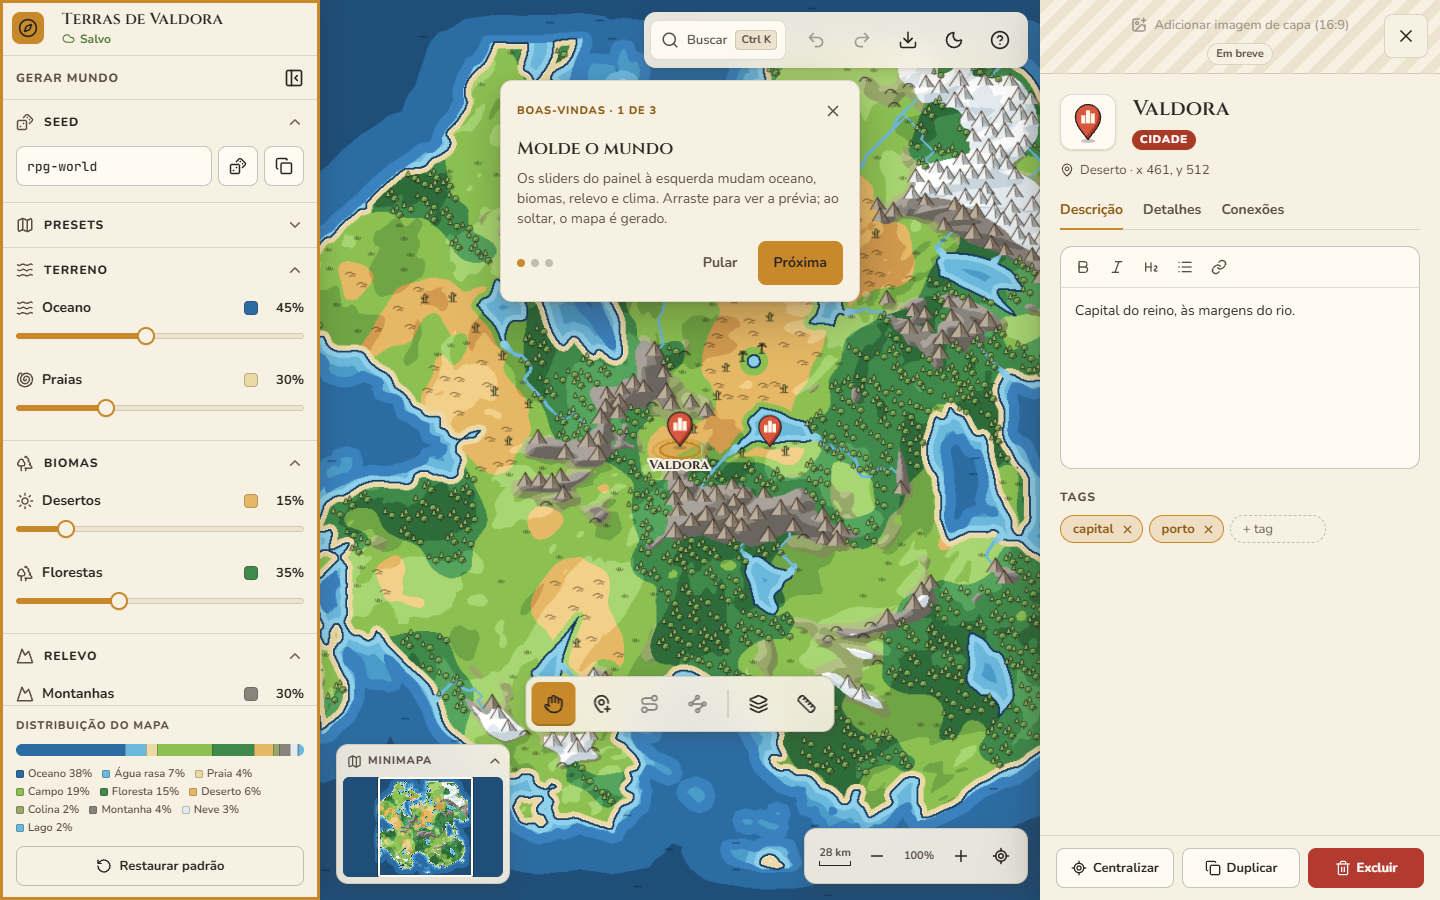 Terras de Valdora
Salvo
GERAR MUNDO
SEED
rpg-world
PRESETS
TERRENO
Oceano 45%
Praias 30%
BIOMAS
Desertos 15%
Florestas 35%
RELEVO
Montanhas 30%
DISTRIBUIÇÃO DO MAPA
Oceano 38% Água rasa 7% Praia 4%
Campo 19% Floresta 15% Deserto 6%
Colina 2% Montanha 4% Neve 3%
Lago 2%
Restaurar padrão
Buscar Ctrl K
BOAS-VINDAS · 1 DE 3
Molde o mundo
Os sliders do painel à esquerda mudam oceano,
biomas, relevo e clima. Arraste para ver a prévia; ao
soltar, o mapa é gerado.
Pular Próxima
Valdora
MINIMAPA
28 km 100%
Adicionar imagem de capa (16:9)
Em breve
Valdora
CIDADE
Deserto · x 461, y 512
Descrição Detalhes Conexões
B I H2
Capital do reino, às margens do rio.
TAGS
capital porto + tag
Centralizar Duplicar Excluir